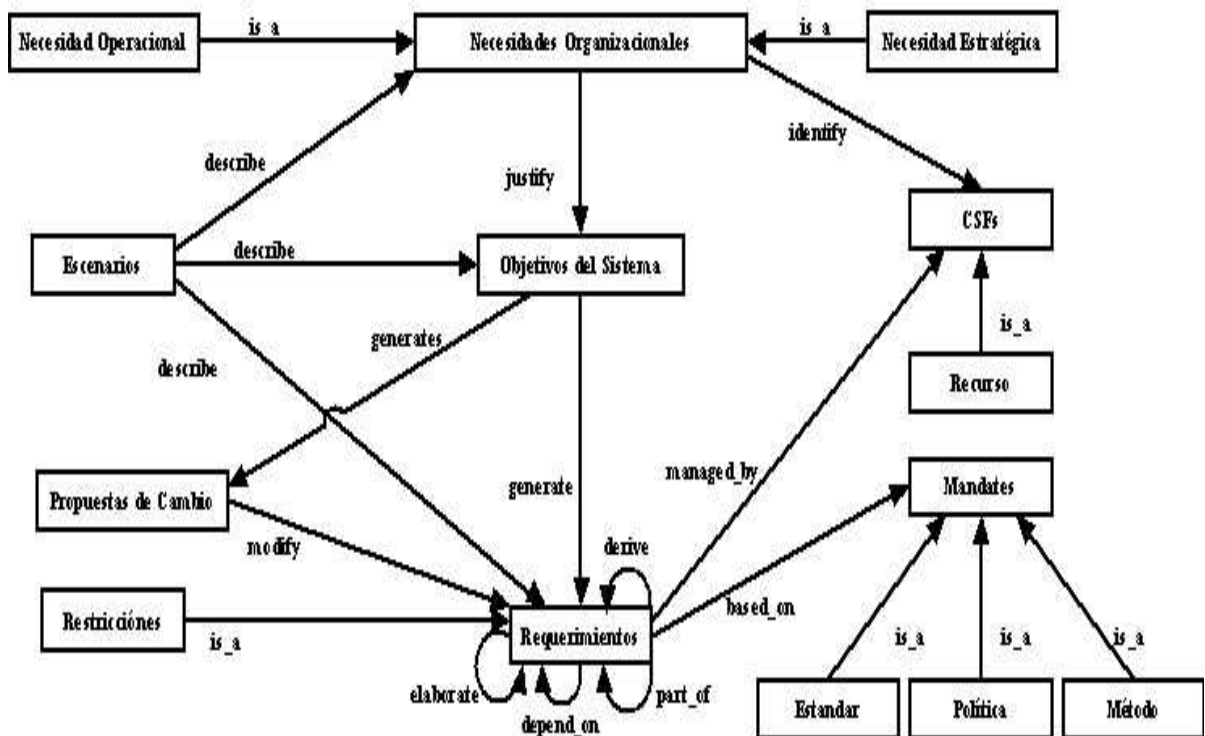 is_a
is_a
Necesidad Operacional
Necesidades Organizacionales
Necesidad Estratégica
identify
describe
justify
CSFs
describe
Escenarios
Objetivos del Sistema
is_a
generates
describe
Recurso
managed_by
Mandates
generate
Propuestas de Cambio
modify
derive
based_on
Restricciónes
is_a
Requerimientos
is_a
is_a
is_a
elaborate
part_of
depend_on
Estandar
Política
Método